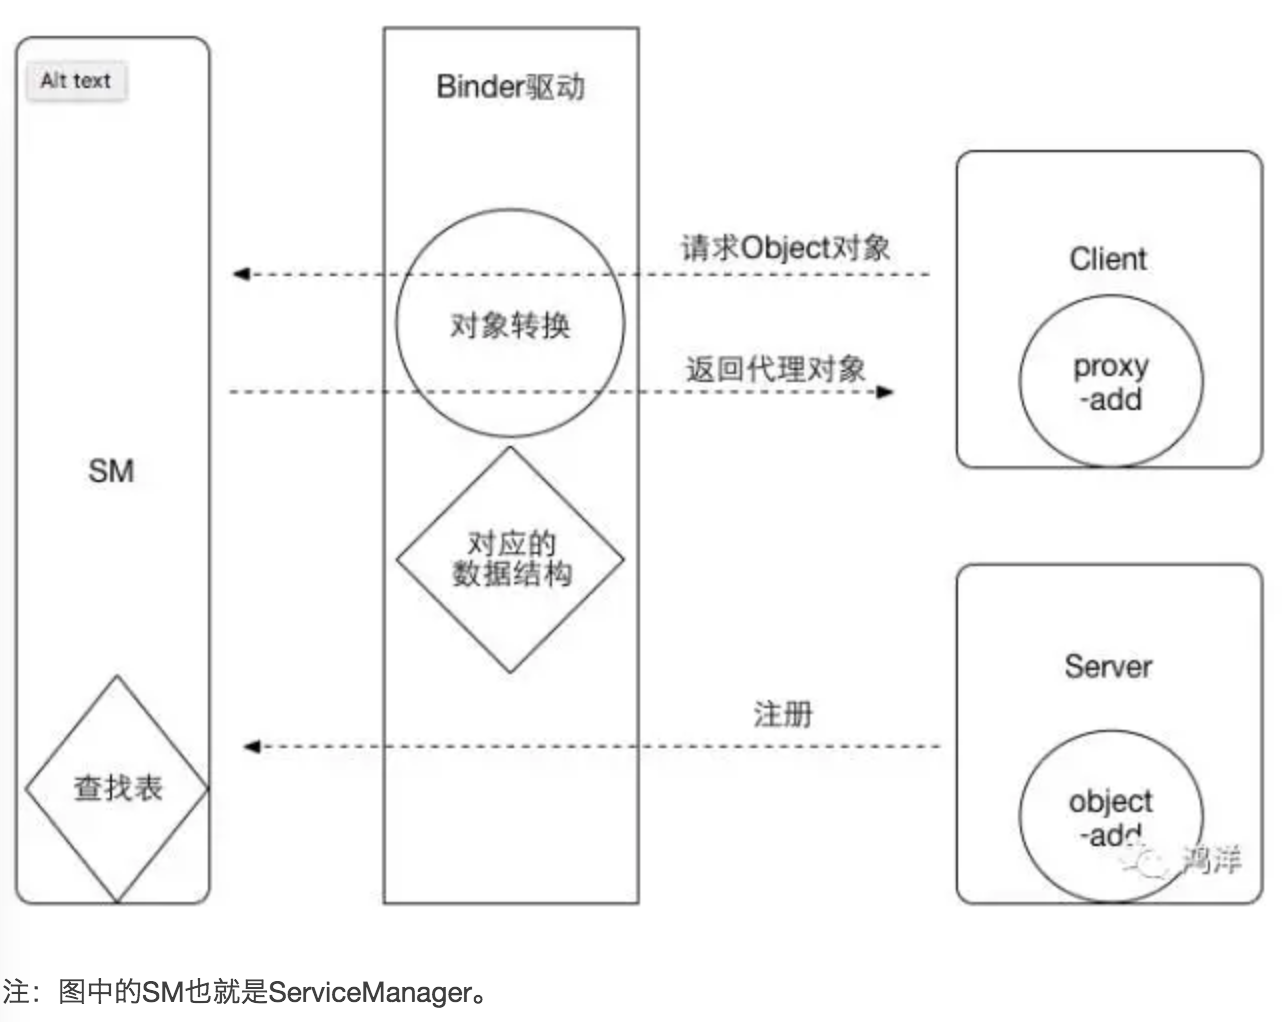 Alt text
Binder驱动
请求Object对象
Client
对象转换
返回代理对象
proxy
-add
SM
对应的
数据结构
Server
注册
查找表
object
-add
鸿洋
注：图中的SM也就是ServiceManager。